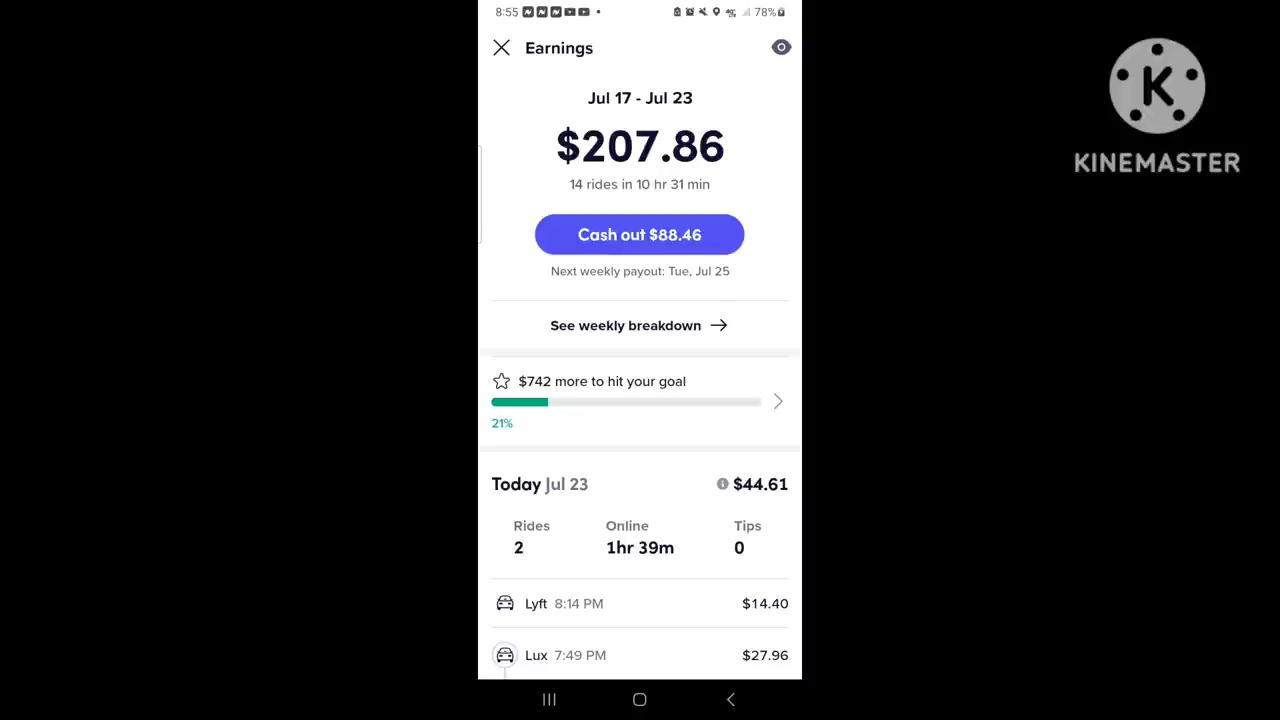 8:55
78%
Earnings
Jul 17 - Jul 23
$207.86
14 rides in 10 hr 31 min
Cash out $88.46
Next weekly payout: Tue, Jul 25
See weekly breakdown
$742 more to hit your goal
21%
Today Jul 23 $44.61
Rides Online Tips
2 1hr 39m 0
Lyft 8:14 PM $14.40
Lux 7:49 PM $27.96
K
KINEMASTER